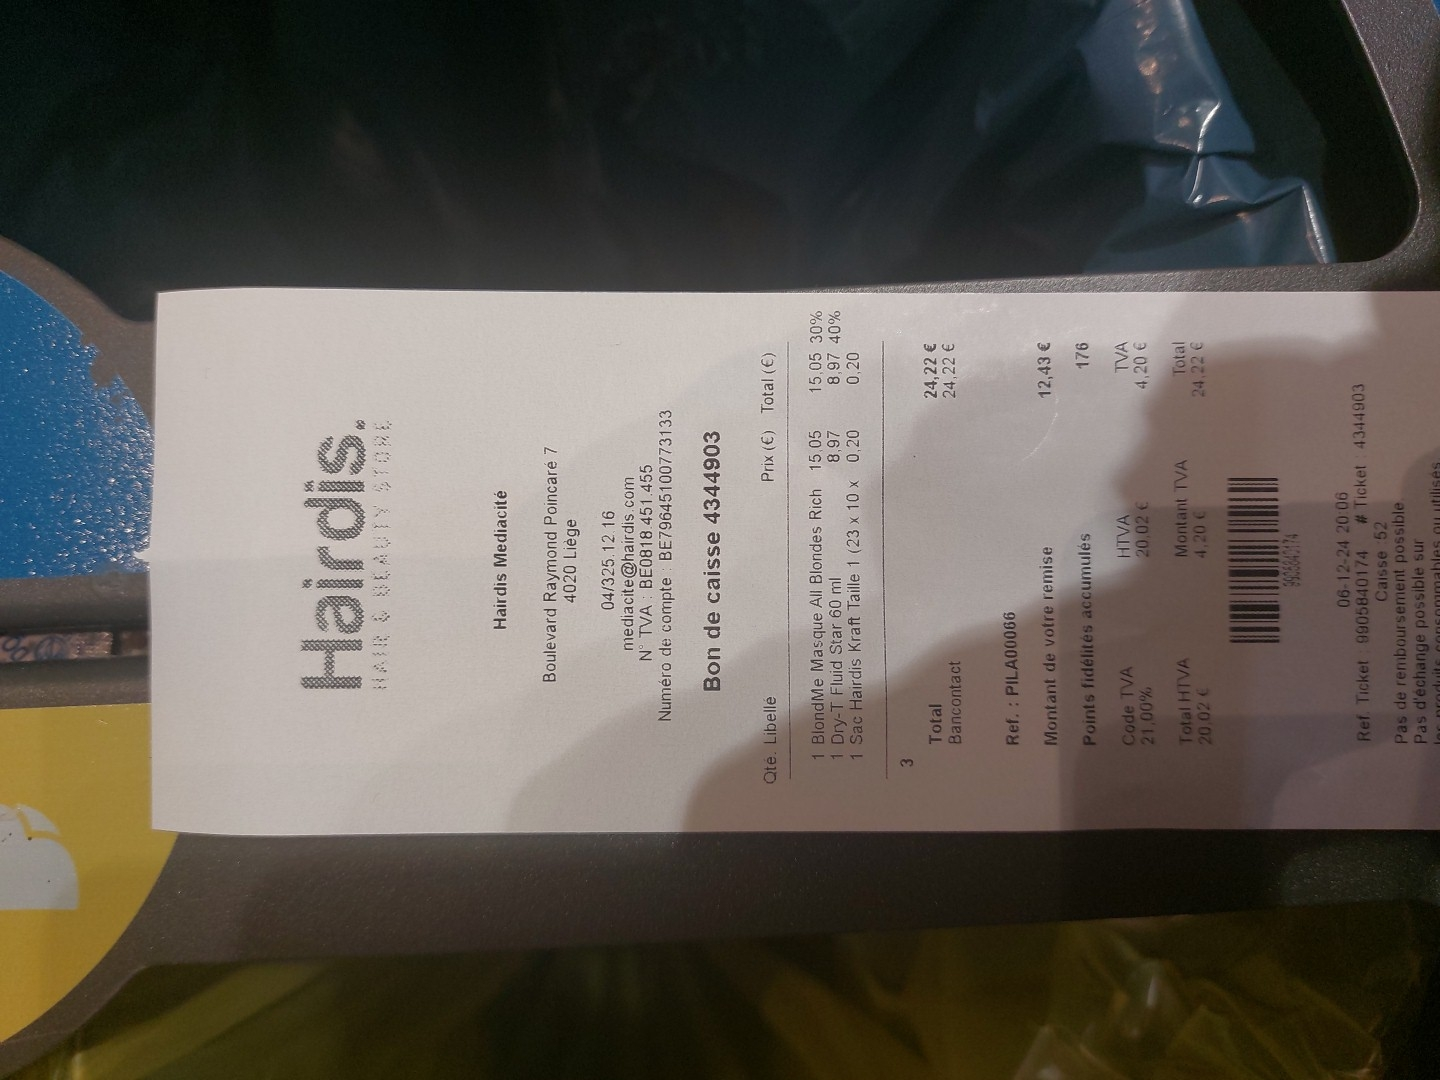 Hairdis.
HAIR & BEAUTY STORE
Hairdis Mediacité
Boulevard Raymond Poincaré 7
4020 Liège
04/325.12.16
mediacite@hairdis.com
N° TVA : BE0818.451.455
Numéro de compte : BE79645100773133
Bon de caisse 4344903
Qté. Libellé Prix (€) Total (€)
1 BlondMe Masque All Blondes Rich 15,05 15,05 30%
1 Dry-T Fluid Star 60 ml 8,97 8,97 40%
1 Sac Hairdis Kraft Taille 1 (23 x 10 x 0,20 0,20
3
Total 24,22 €
Bancontact 24,22 €
Ref. : PILA00066
Montant de votre remise 12,43 €
Points fidélités accumulés 176
Code TVA HTVA TVA
21,00% 20,02 € 4,20 €
Total HTVA Montant TVA Total
20,02 € 4,20 € 24,22 €
9905840174
06-12-24 20:06
Ref. Ticket : 9905840174 # Ticket : 4344903
Caisse : 52
Pas de remboursement possible
Pas d'échange possible sur
les produits consommables ou utilisés